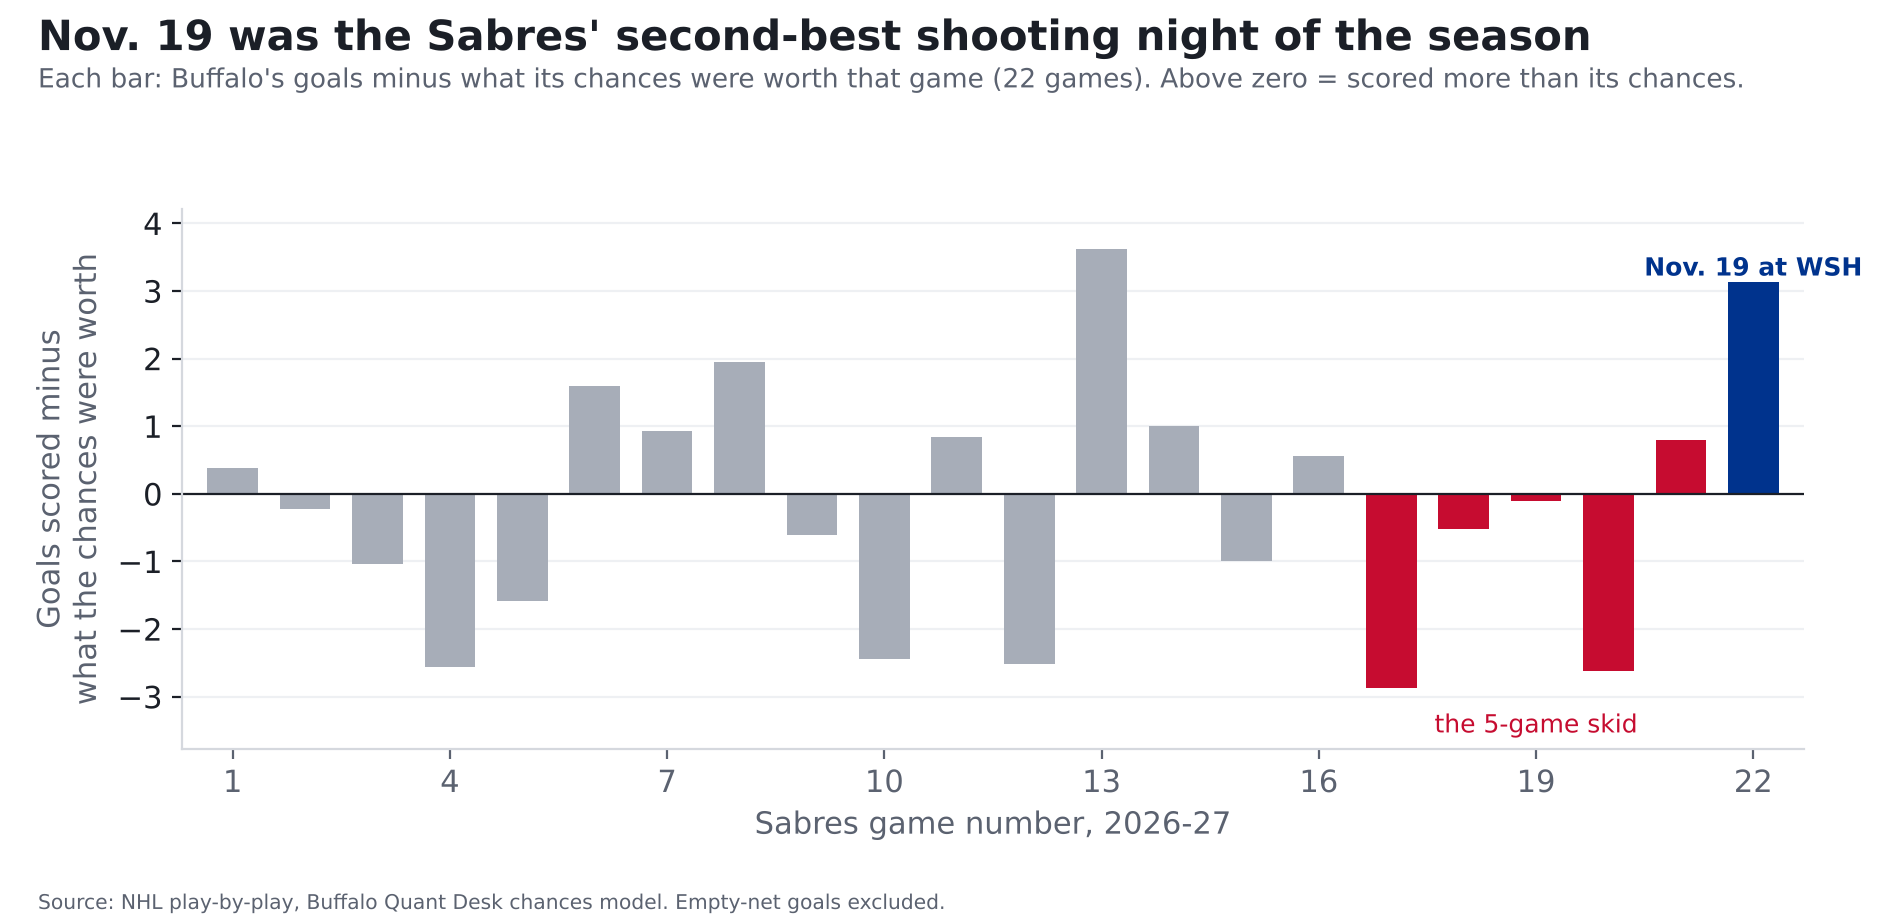 Nov. 19 was the Sabres' second-best shooting night of the season
Each bar: Buffalo's goals minus what its chances were worth that game (22 games). Above zero = scored more than its chances.
Goals scored minus
what the chances were worth
4
3
2
1
0
−1
−2
−3
Nov. 19 at WSH
the 5-game skid
1
4
7
10
13
16
19
22
Sabres game number, 2026-27
Source: NHL play-by-play, Buffalo Quant Desk chances model. Empty-net goals excluded.